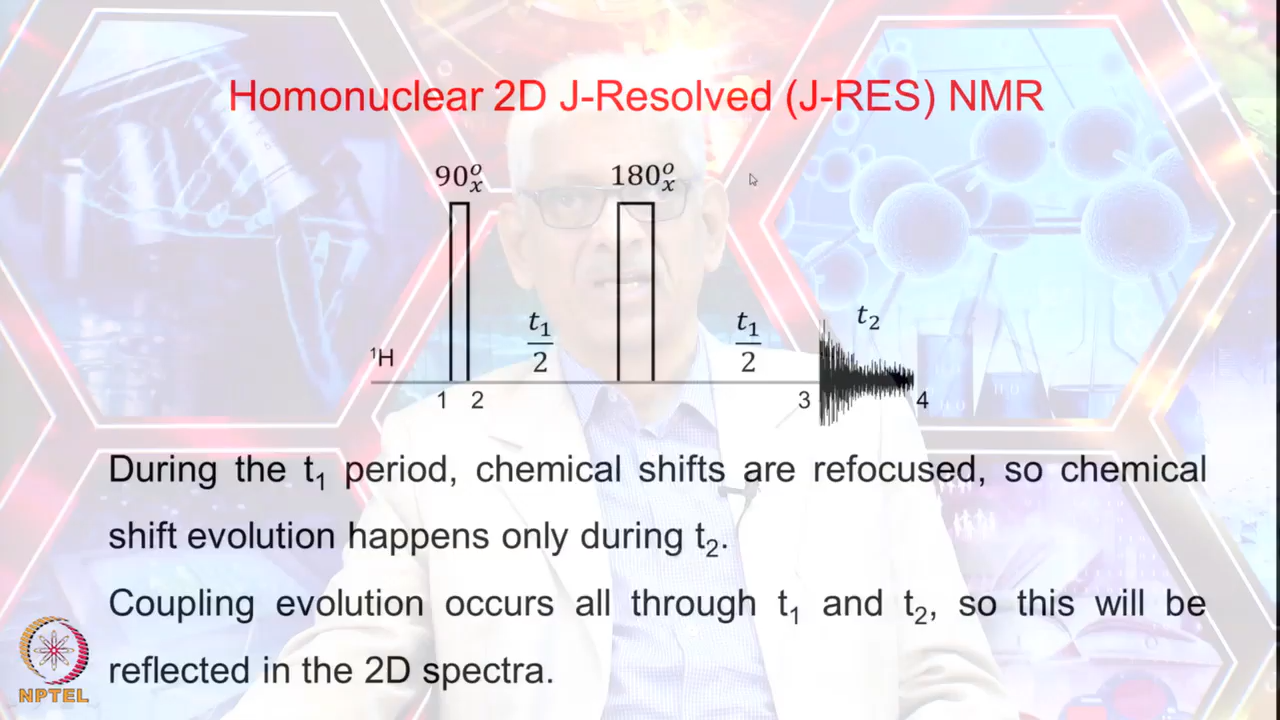 Homonuclear 2D J-Resolved (J-RES) NMR
90°ₓ 180°ₓ
t₁/2 t₁/2 t₂
¹H
1 2 3 4
During the t₁ period, chemical shifts are refocused, so chemical
shift evolution happens only during t₂.
Coupling evolution occurs all through t₁ and t₂, so this will be
reflected in the 2D spectra.
NPTEL